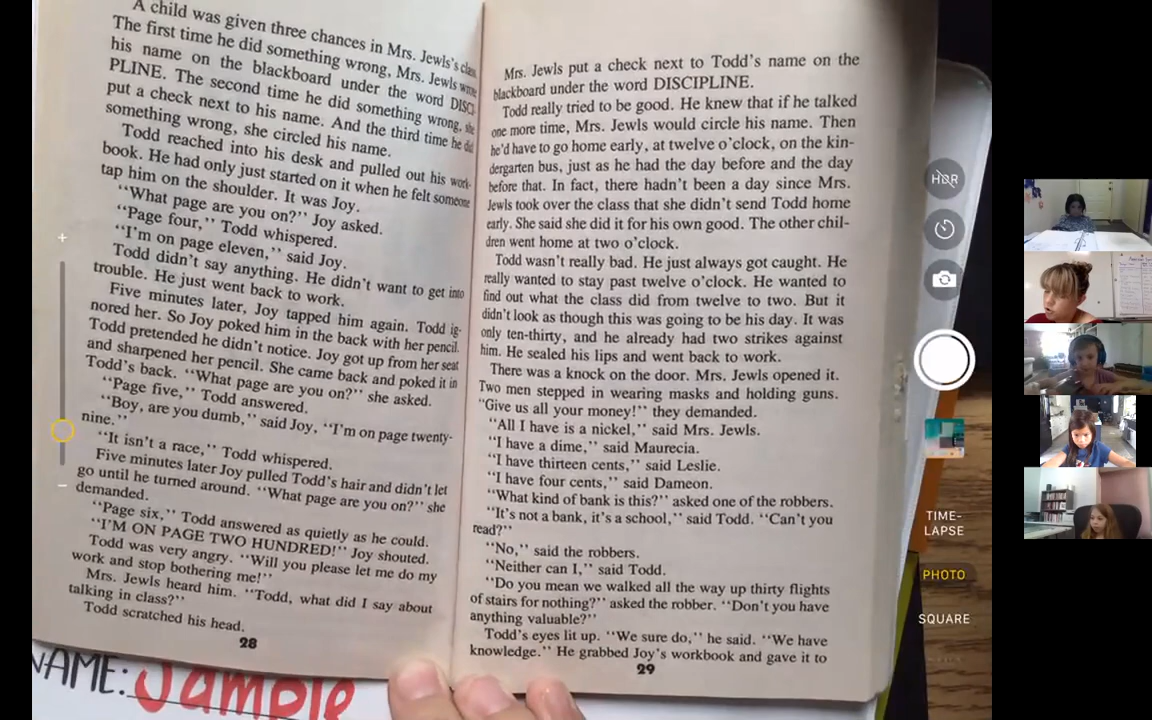 A child was given three chances in Mrs. Jewls's class.
The first time he did something wrong, Mrs. Jewls wrote
his name on the blackboard under the word DISCI-
PLINE. The second time he did something wrong, she
put a check next to his name. And the third time he did
something wrong, she circled his name.
Todd reached into his desk and pulled out his work-
book. He had only just started on it when he felt someone
tap him on the shoulder. It was Joy.
"What page are you on?" Joy asked.
"Page four," Todd whispered.
"I'm on page eleven," said Joy.
Todd didn't say anything. He didn't want to get into
trouble. He just went back to work.
Five minutes later, Joy tapped him again. Todd ig-
nored her. So Joy poked him in the back with her pencil.
Todd pretended he didn't notice. Joy got up from her seat
and sharpened her pencil. She came back and poked it in
Todd's back. "What page are you on?" she asked.
"Page five," Todd answered.
"Boy, are you dumb," said Joy, "I'm on page twenty-
nine."
"It isn't a race," Todd whispered.
Five minutes later Joy pulled Todd's hair and didn't let
go until he turned around. "What page are you on?" she
demanded.
"Page six," Todd answered as quietly as he could.
"I'M ON PAGE TWO HUNDRED!" Joy shouted.
Todd was very angry. "Will you please let me do my
work and stop bothering me!"
Mrs. Jewls heard him. "Todd, what did I say about
talking in class?"
Todd scratched his head.
28
Mrs. Jewls put a check next to Todd's name on the
blackboard under the word DISCIPLINE.
Todd really tried to be good. He knew that if he talked
one more time, Mrs. Jewls would circle his name. Then
he'd have to go home early, at twelve o'clock, on the kin-
dergarten bus, just as he had the day before and the day
before that. In fact, there hadn't been a day since Mrs.
Jewls took over the class that she didn't send Todd home
early. She said she did it for his own good. The other chil-
dren went home at two o'clock.
Todd wasn't really bad. He just always got caught. He
really wanted to stay past twelve o'clock. He wanted to
find out what the class did from twelve to two. But it
didn't look as though this was going to be his day. It was
only ten-thirty, and he already had two strikes against
him. He sealed his lips and went back to work.
There was a knock on the door. Mrs. Jewls opened it.
Two men stepped in wearing masks and holding guns.
"Give us all your money!" they demanded.
"All I have is a nickel," said Mrs. Jewls.
"I have a dime," said Maurecia.
"I have thirteen cents," said Leslie.
"I have four cents," said Dameon.
"What kind of bank is this?" asked one of the robbers.
"It's not a bank, it's a school," said Todd. "Can't you
read?"
"No," said the robbers.
"Neither can I," said Todd.
"Do you mean we walked all the way up thirty flights
of stairs for nothing?" asked the robber. "Don't you have
anything valuable?"
Todd's eyes lit up. "We sure do," he said. "We have
knowledge." He grabbed Joy's workbook and gave it to
29
NAME: Sample
HDR
TIME-
LAPSE
PHOTO
SQUARE